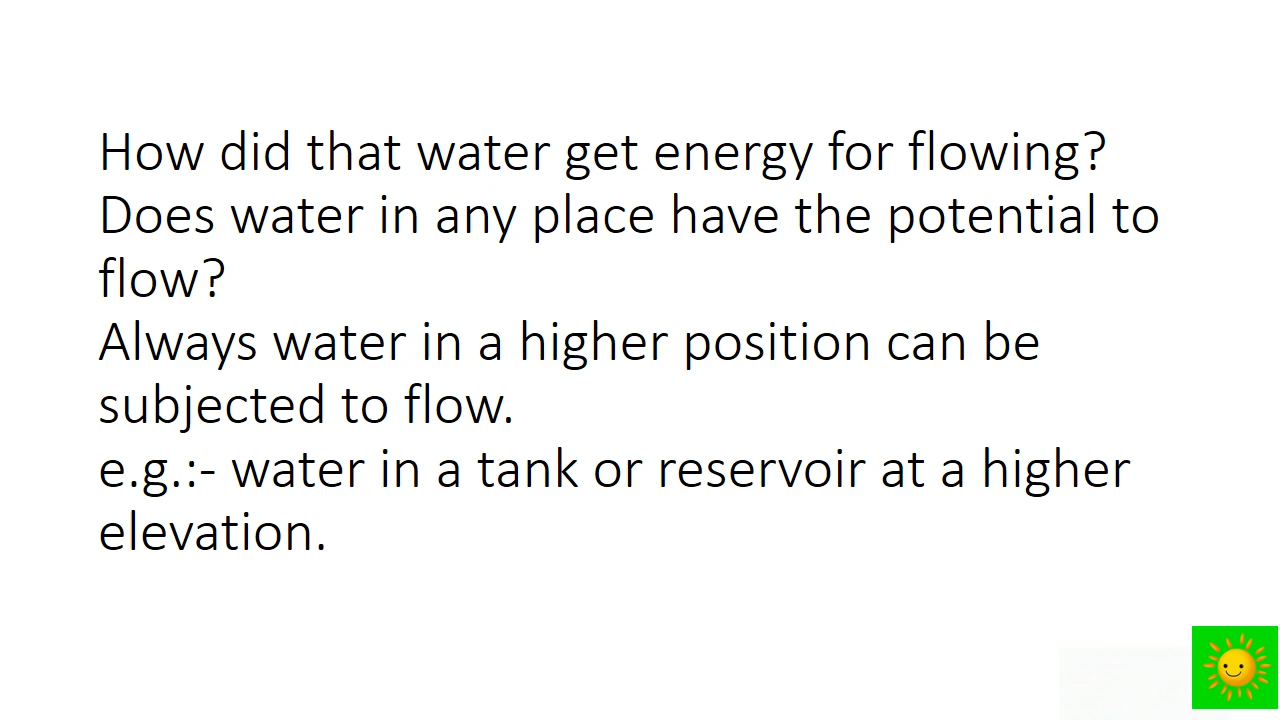 How did that water get energy for flowing?
Does water in any place have the potential to
flow?
Always water in a higher position can be
subjected to flow.
e.g.:- water in a tank or reservoir at a higher
elevation.